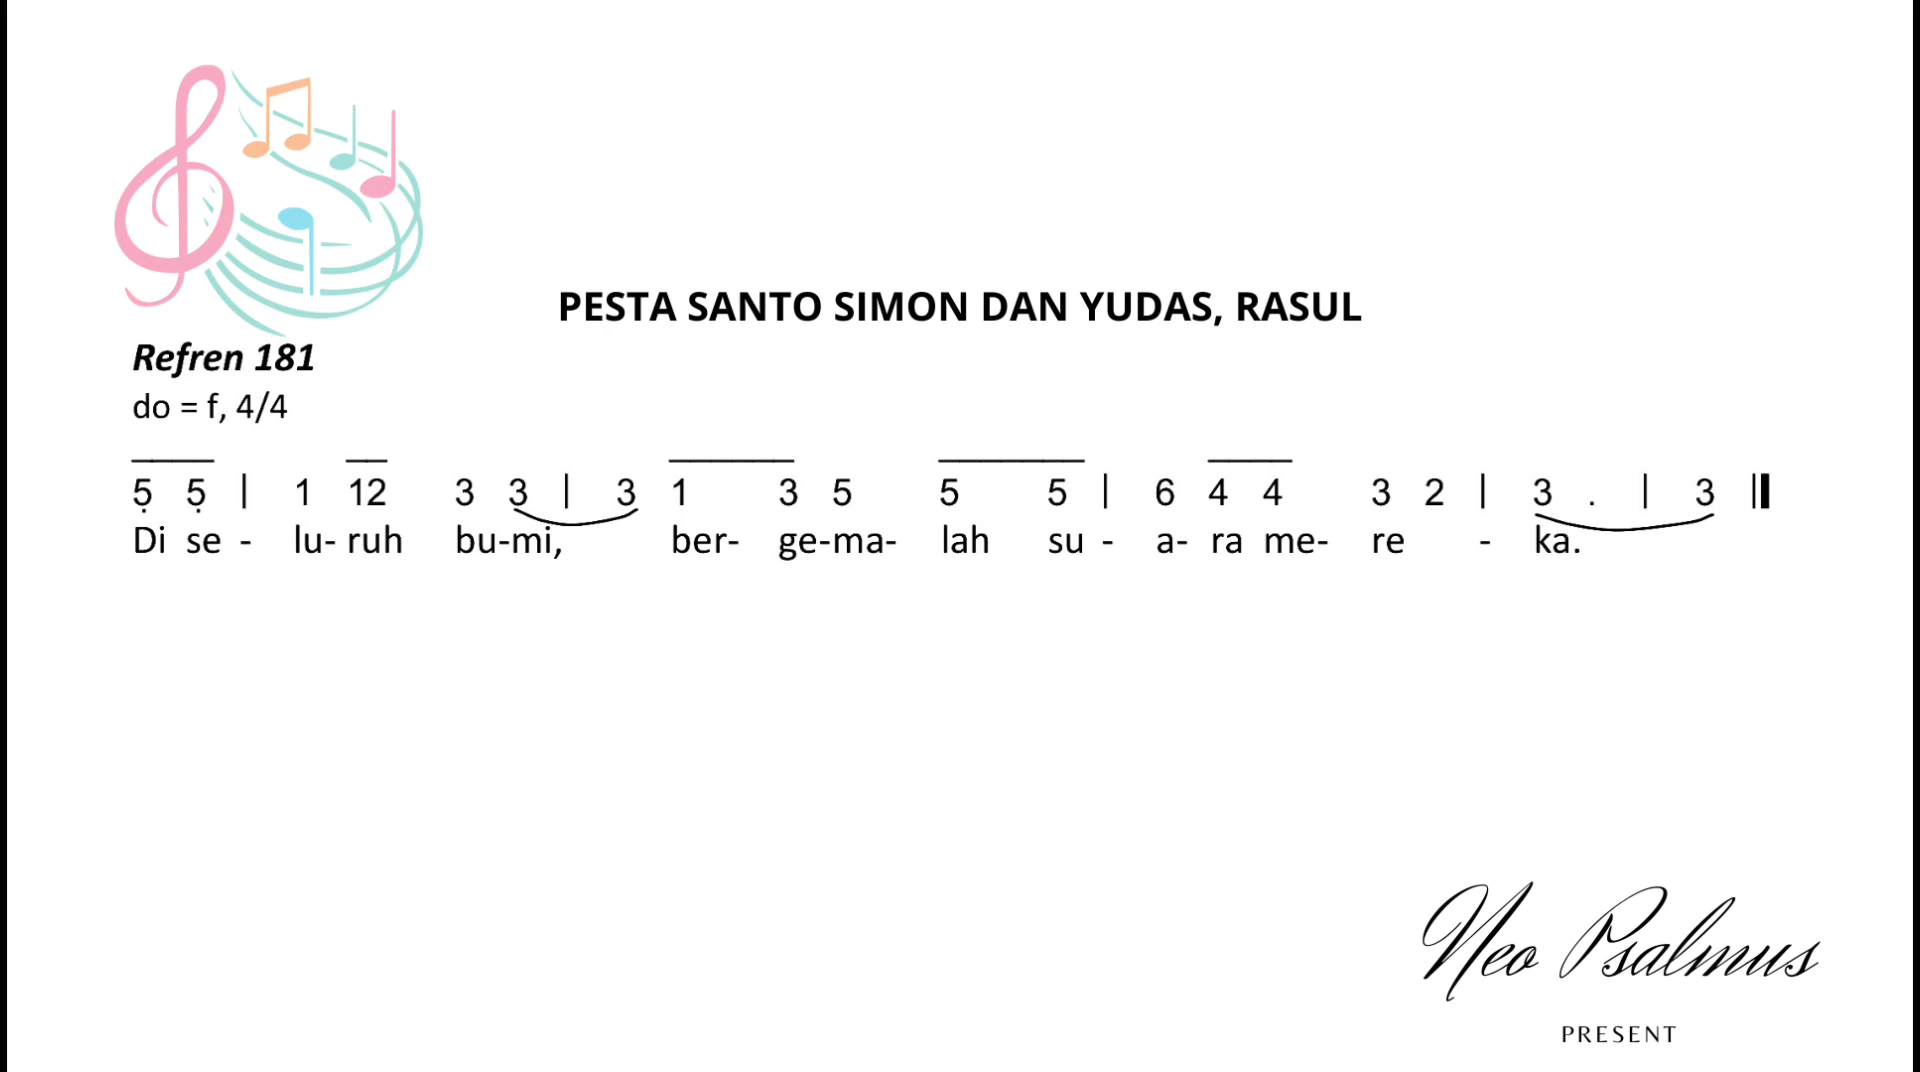 PESTA SANTO SIMON DAN YUDAS, RASUL
Refren 181
do = f, 4/4
5̣ 5̣ | 1 12 3 3 | 3 1 3 5 5 5 | 6 4 4 3 2 | 3 . | 3 ||
Di se - lu- ruh bu-mi, ber- ge-ma- lah su - a- ra me- re - ka.
Neo Psalmus
PRESENT